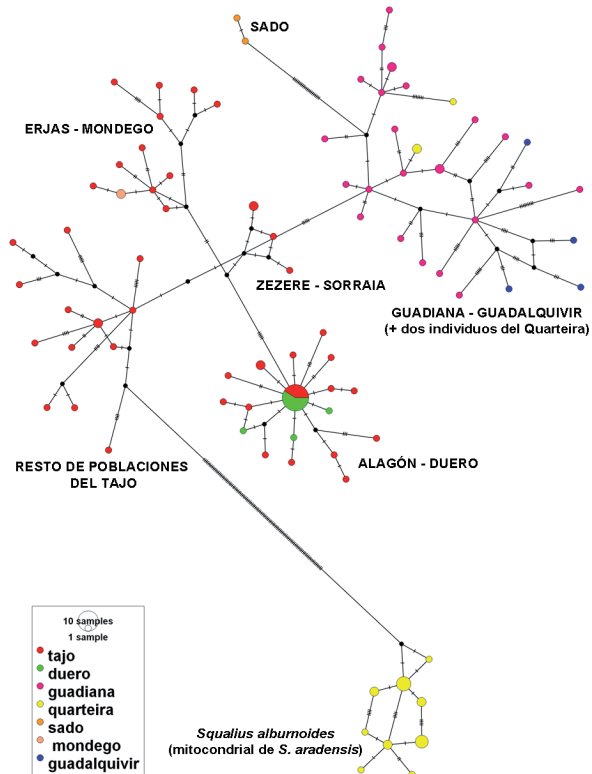 SADO
ERJAS - MONDEGO
ZEZERE - SORRAIA
GUADIANA - GUADALQUIVIR
(+ dos individuos del Quarteira)
RESTO DE POBLACIONES
DEL TAJO
ALAGÓN - DUERO
10 samples
1 sample
tajo
duero
guadiana
quarteira
sado
mondego
guadalquivir
Squalius alburnoides
(mitocondrial de S. aradensis)